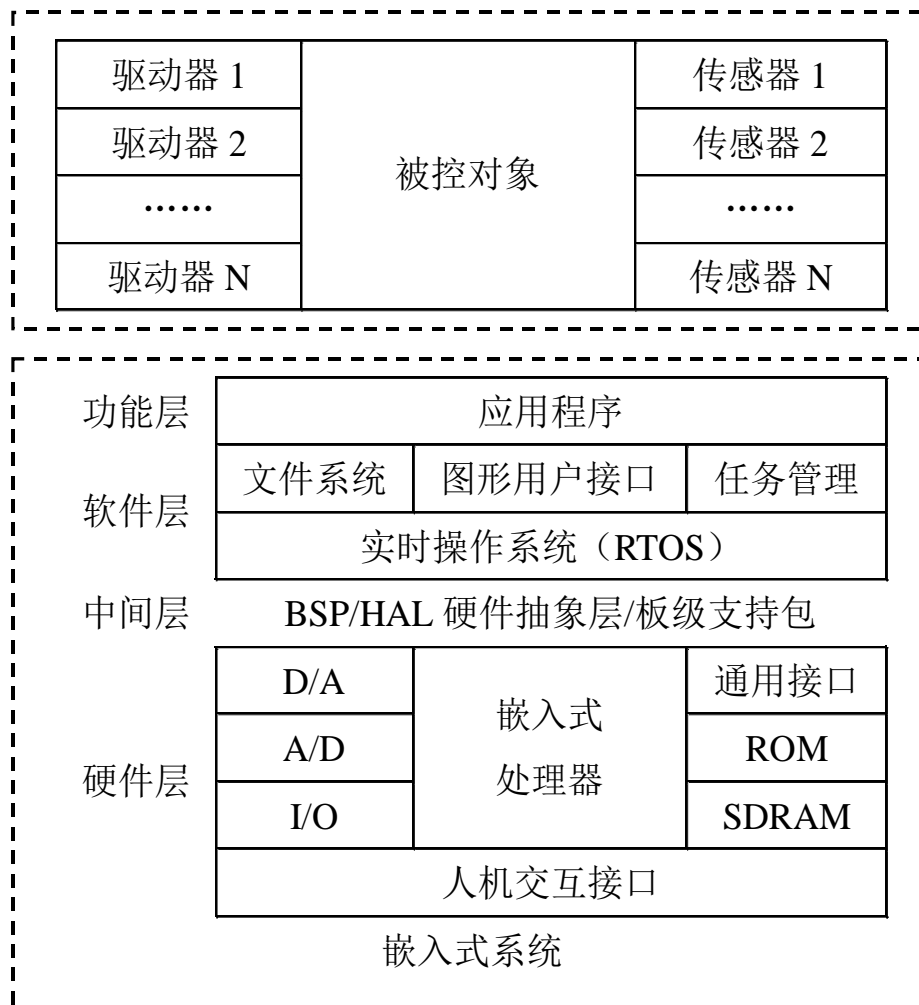 驱动器 1
传感器 1
驱动器 2
传感器 2
被控对象
……
……
驱动器 N
传感器 N
功能层
应用程序
文件系统
图形用户接口
任务管理
软件层
实时操作系统（RTOS）
中间层
BSP/HAL 硬件抽象层/板级支持包
D/A
通用接口
嵌入式
A/D
ROM
硬件层
处理器
I/O
SDRAM
人机交互接口
嵌入式系统